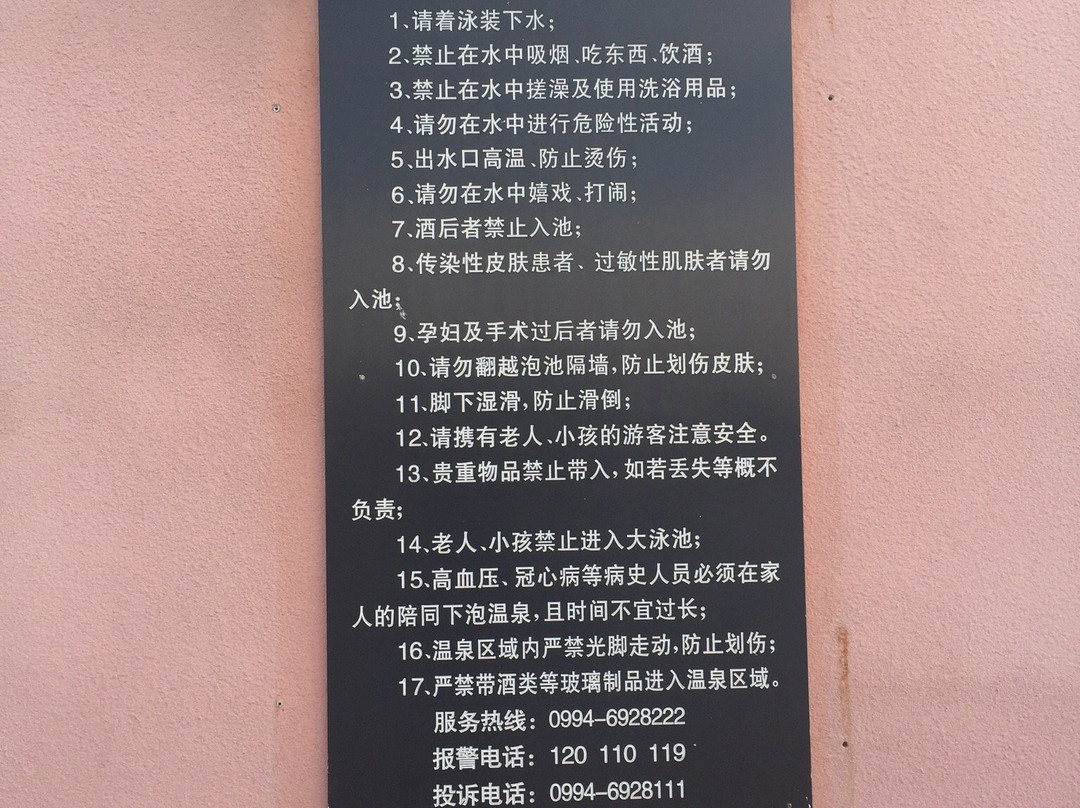 1、请着泳装下水；
2、禁止在水中吸烟、吃东西、饮酒；
3、禁止在水中搓澡及使用洗浴用品；
4、请勿在水中进行危险性活动；
5、出水口高温、防止烫伤；
6、请勿在水中嬉戏、打闹；
7、酒后者禁止入池；
8、传染性皮肤患者、过敏性肌肤者请勿
入池；
9、孕妇及手术过后者请勿入池；
10、请勿翻越泡池隔墙，防止划伤皮肤；
11、脚下湿滑，防止滑倒；
12、请携有老人、小孩的游客注意安全。
13、贵重物品禁止带入，如若丢失等概不
负责；
14、老人、小孩禁止进入大泳池；
15、高血压、冠心病等病史人员必须在家
人的陪同下泡温泉，且时间不宜过长；
16、温泉区域内严禁光脚走动，防止划伤；
17、严禁带酒类等玻璃制品进入温泉区域。
服务热线：0994-6928222
报警电话：120 110 119
投诉电话：0994-6928111